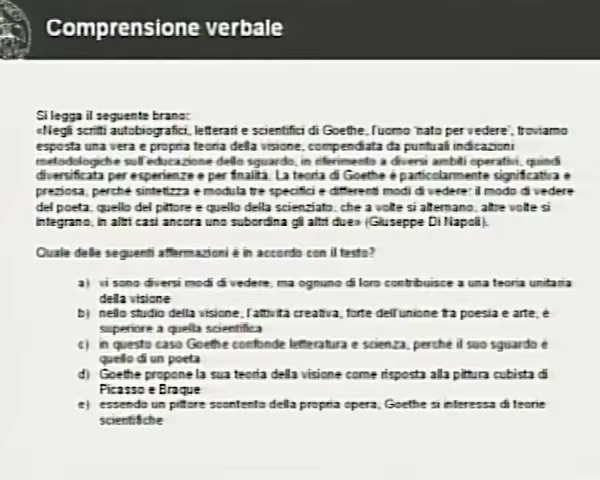 Comprensione verbale
Si legga il seguente brano:
«Negli scritti autobiografici, letterari e scientifici di Goethe, l'uomo 'nato per vedere', troviamo
esposta una vera e propria teoria della visione, compendiata da puntuali indicazioni
metodologiche sull'educazione dello sguardo, in riferimento a diversi ambiti operativi, quindi
diversificata per esperienze e per finalità. La teoria di Goethe è particolarmente significativa e
preziosa, perché sintetizza e modula tre specifici e differenti modi di vedere: il modo di vedere
del poeta, quello del pittore e quello della scienziato, che a volte si alternano, altre volte si
integrano, in altri casi ancora uno subordina gli altri due» (Giuseppe Di Napoli).
Quale delle seguenti affermazioni è in accordo con il testo?
a) vi sono diversi modi di vedere, ma ognuno di loro contribuisce a una teoria unitaria
della visione
b) nello studio della visione, l'attività creativa, forte dell'unione tra poesia e arte, è
superiore a quella scientifica
c) in questo caso Goethe confonde letteratura e scienza, perché il suo sguardo è
quello di un poeta
d) Goethe propone la sua teoria della visione come risposta alla pittura cubista di
Picasso e Braque
e) essendo un pittore scontento della propria opera, Goethe si interessa di teorie
scientifiche